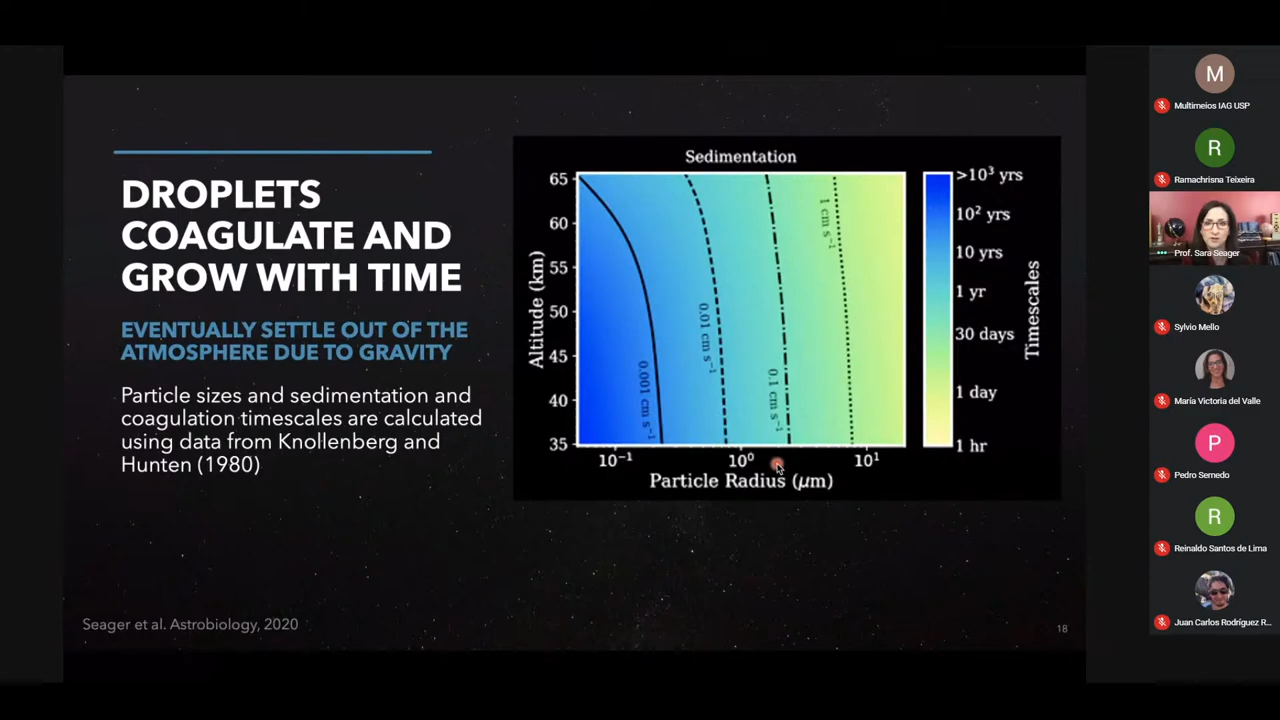 DROPLETS
COAGULATE AND
GROW WITH TIME
EVENTUALLY SETTLE OUT OF THE
ATMOSPHERE DUE TO GRAVITY
Particle sizes and sedimentation and
coagulation timescales are calculated
using data from Knollenberg and
Hunten (1980)
Seager et al. Astrobiology, 2020
18
Sedimentation
Altitude (km)
65
60
55
50
45
40
35
0.001 cm s⁻¹
0.01 cm s⁻¹
0.1 cm s⁻¹
1 cm s⁻¹
10⁻¹
10⁰
10¹
Particle Radius (μm)
>10³ yrs
10² yrs
10 yrs
1 yr
30 days
1 day
1 hr
Timescales
M
Multimeios IAG USP
R
Ramachrisna Teixeira
Prof. Sara Seager
Sylvio Mello
María Victoria del Valle
P
Pedro Semedo
R
Reinaldo Santos de Lima
Juan Carlos Rodríguez R...